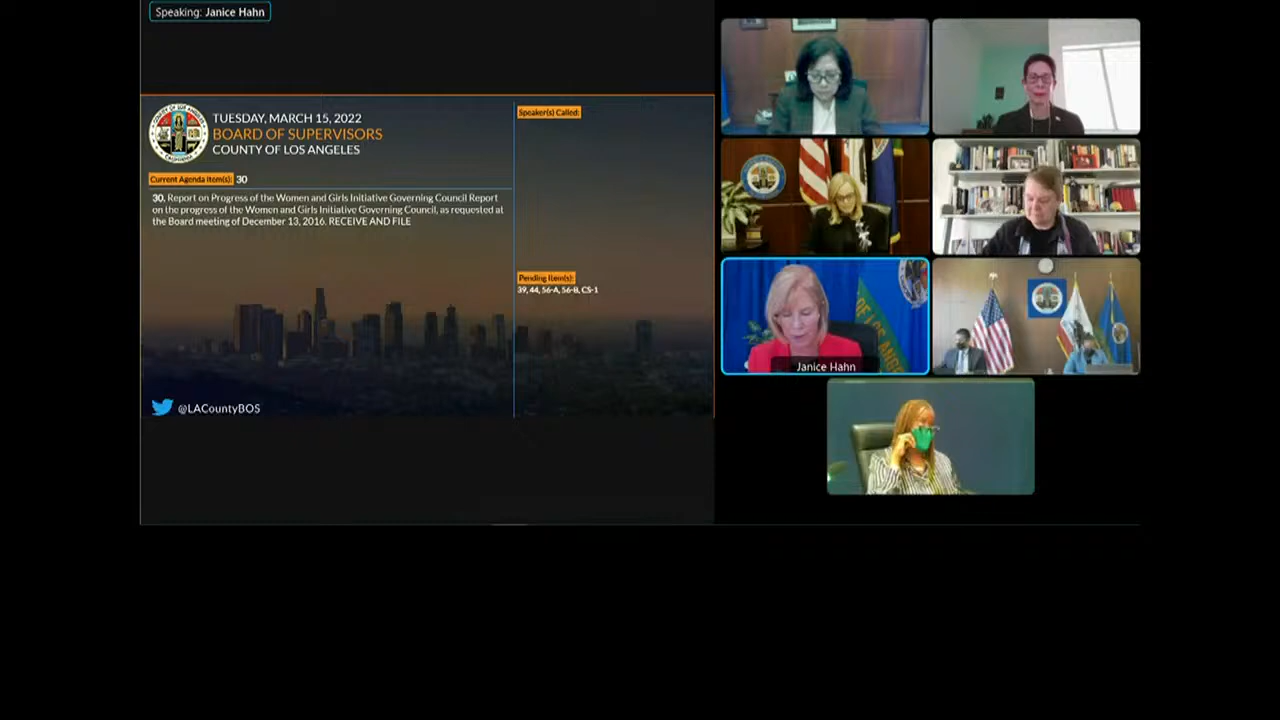 Speaking: Janice Hahn
TUESDAY, MARCH 15, 2022
BOARD OF SUPERVISORS
COUNTY OF LOS ANGELES
Current Agenda Item(s): 30
30. Report on Progress of the Women and Girls Initiative Governing Council Report
on the progress of the Women and Girls Initiative Governing Council, as requested at
the Board meeting of December 13, 2016. RECEIVE AND FILE
Speaker(s) Called:
Pending Item(s):
39, 44, 56-A, 56-B, CS-1
@LACountyBOS
Janice Hahn